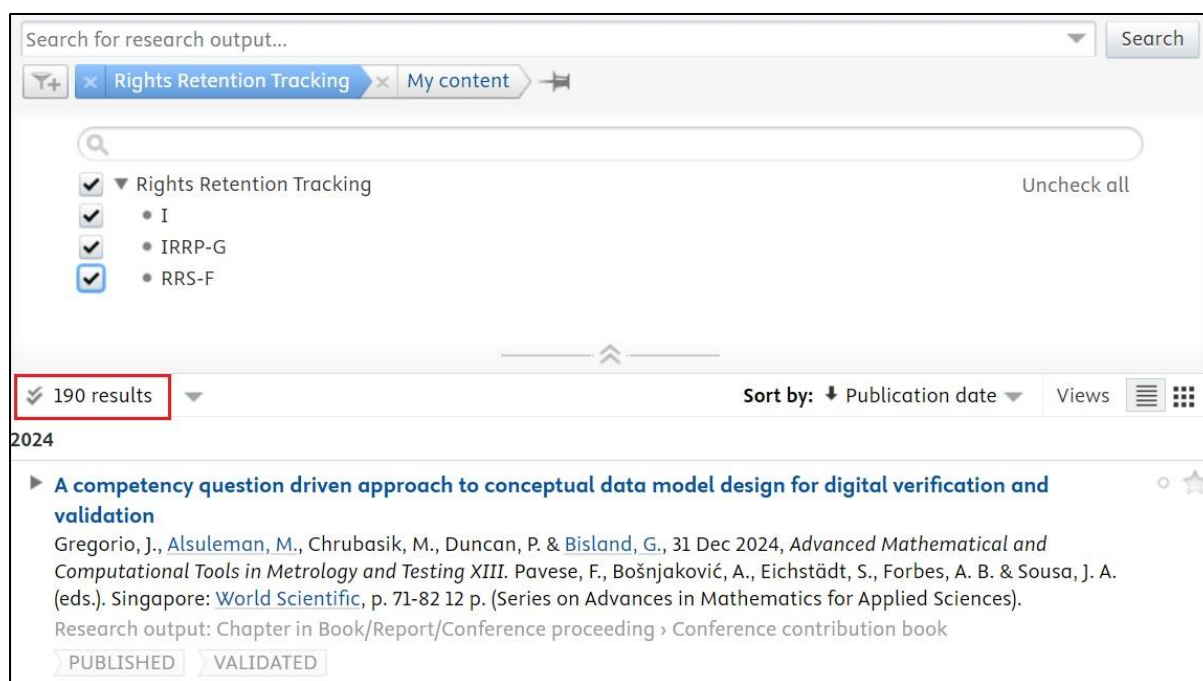 Search for research output...
Search
Rights Retention Tracking
My content
Rights Retention Tracking
Uncheck all
I
IRRP-G
RRS-F
190 results
Sort by: Publication date
Views
2024
A competency question driven approach to conceptual data model design for digital verification and
validation
Gregorio, J., Alsuleman, M., Chrubasik, M., Duncan, P. & Bisland, G., 31 Dec 2024, Advanced Mathematical and
Computational Tools in Metrology and Testing XIII. Pavese, F., Bošnjaković, A., Eichstädt, S., Forbes, A. B. & Sousa, J. A.
(eds.). Singapore: World Scientific, p. 71-82 12 p. (Series on Advances in Mathematics for Applied Sciences).
Research output: Chapter in Book/Report/Conference proceeding › Conference contribution book
PUBLISHED
VALIDATED